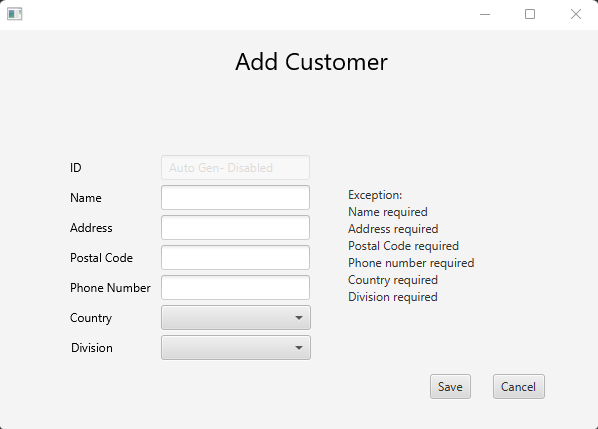 Add Customer
ID
Auto Gen- Disabled
Name
Address
Postal Code
Phone Number
Country
Division
Exception:
Name required
Address required
Postal Code required
Phone number required
Country required
Division required
Save
Cancel